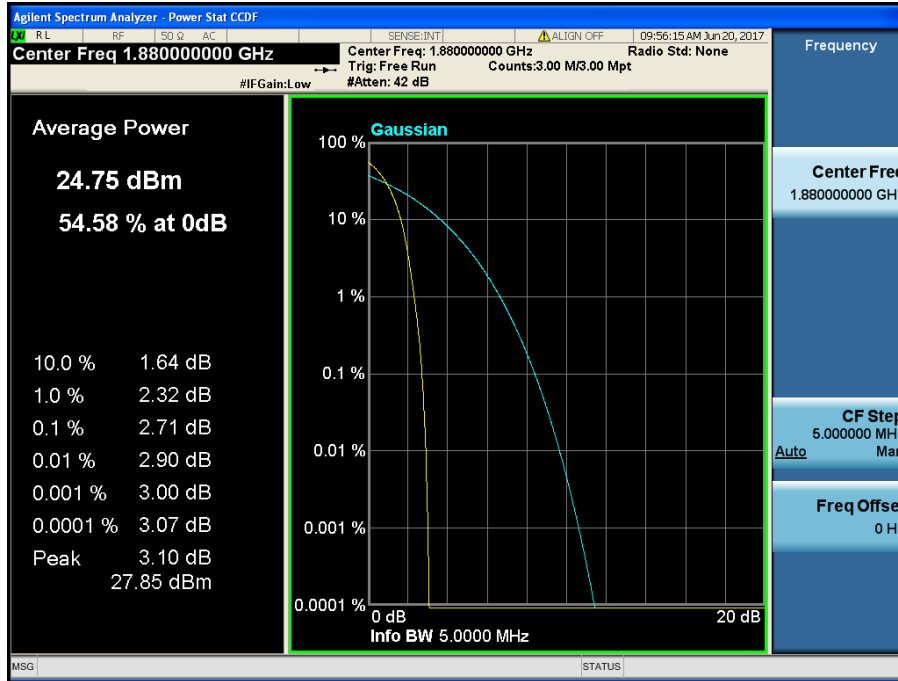 Agilent Spectrum Analyzer - Power Stat CCDF
LXI RL RF 50 Ω AC SENSE:INT ALIGN OFF 09:56:15 AM Jun 20, 2017
Center Freq 1.880000000 GHz
Center Freq: 1.880000000 GHz Radio Std: None
Trig: Free Run Counts:3.00 M/3.00 Mpt
#IFGain:Low #Atten: 42 dB
Frequency
Average Power
24.75 dBm
54.58 % at 0dB
10.0 % 1.64 dB
1.0 % 2.32 dB
0.1 % 2.71 dB
0.01 % 2.90 dB
0.001 % 3.00 dB
0.0001 % 3.07 dB
Peak 3.10 dB
27.85 dBm
Gaussian
100 %
10 %
1 %
0.1 %
0.01 %
0.001 %
0.0001 %
0 dB 20 dB
Info BW 5.0000 MHz
Center Fre
1.880000000 GH
CF Step
5.000000 MH
Auto Man
Freq Offse
0 H
MSG STATUS